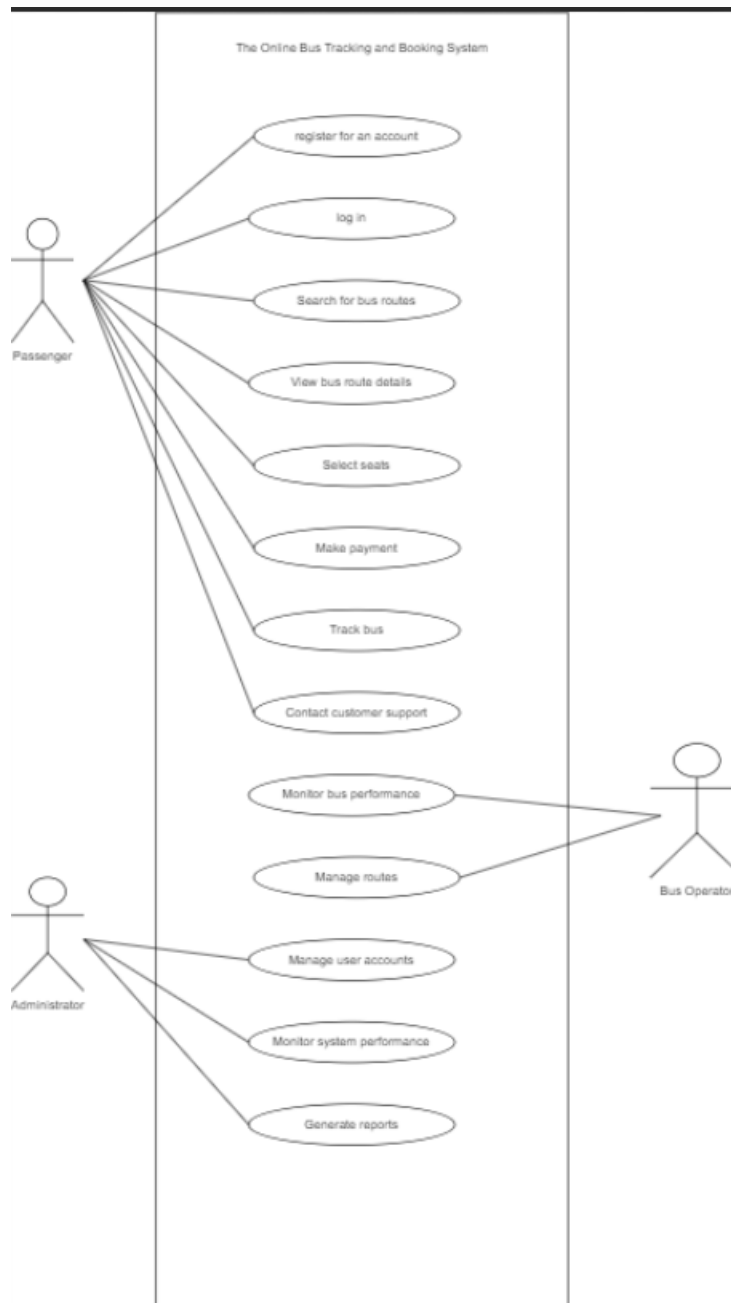 The Online Bus Tracking and Booking System
register for an account
log in
Search for bus routes
Passenger
View bus route details
Select seats
Make payment
Track bus
Contact customer support
Monitor bus performance
Manage routes
Bus Operator
Manage user accounts
Administrator
Monitor system performance
Generate reports